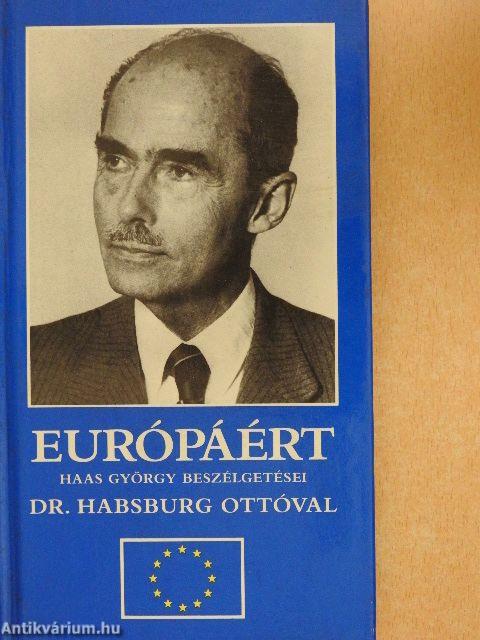 EURÓPÁÉRT
HAAS GYÖRGY BESZÉLGETÉSEI
DR. HABSBURG OTTÓVAL
Antikvárium.hu